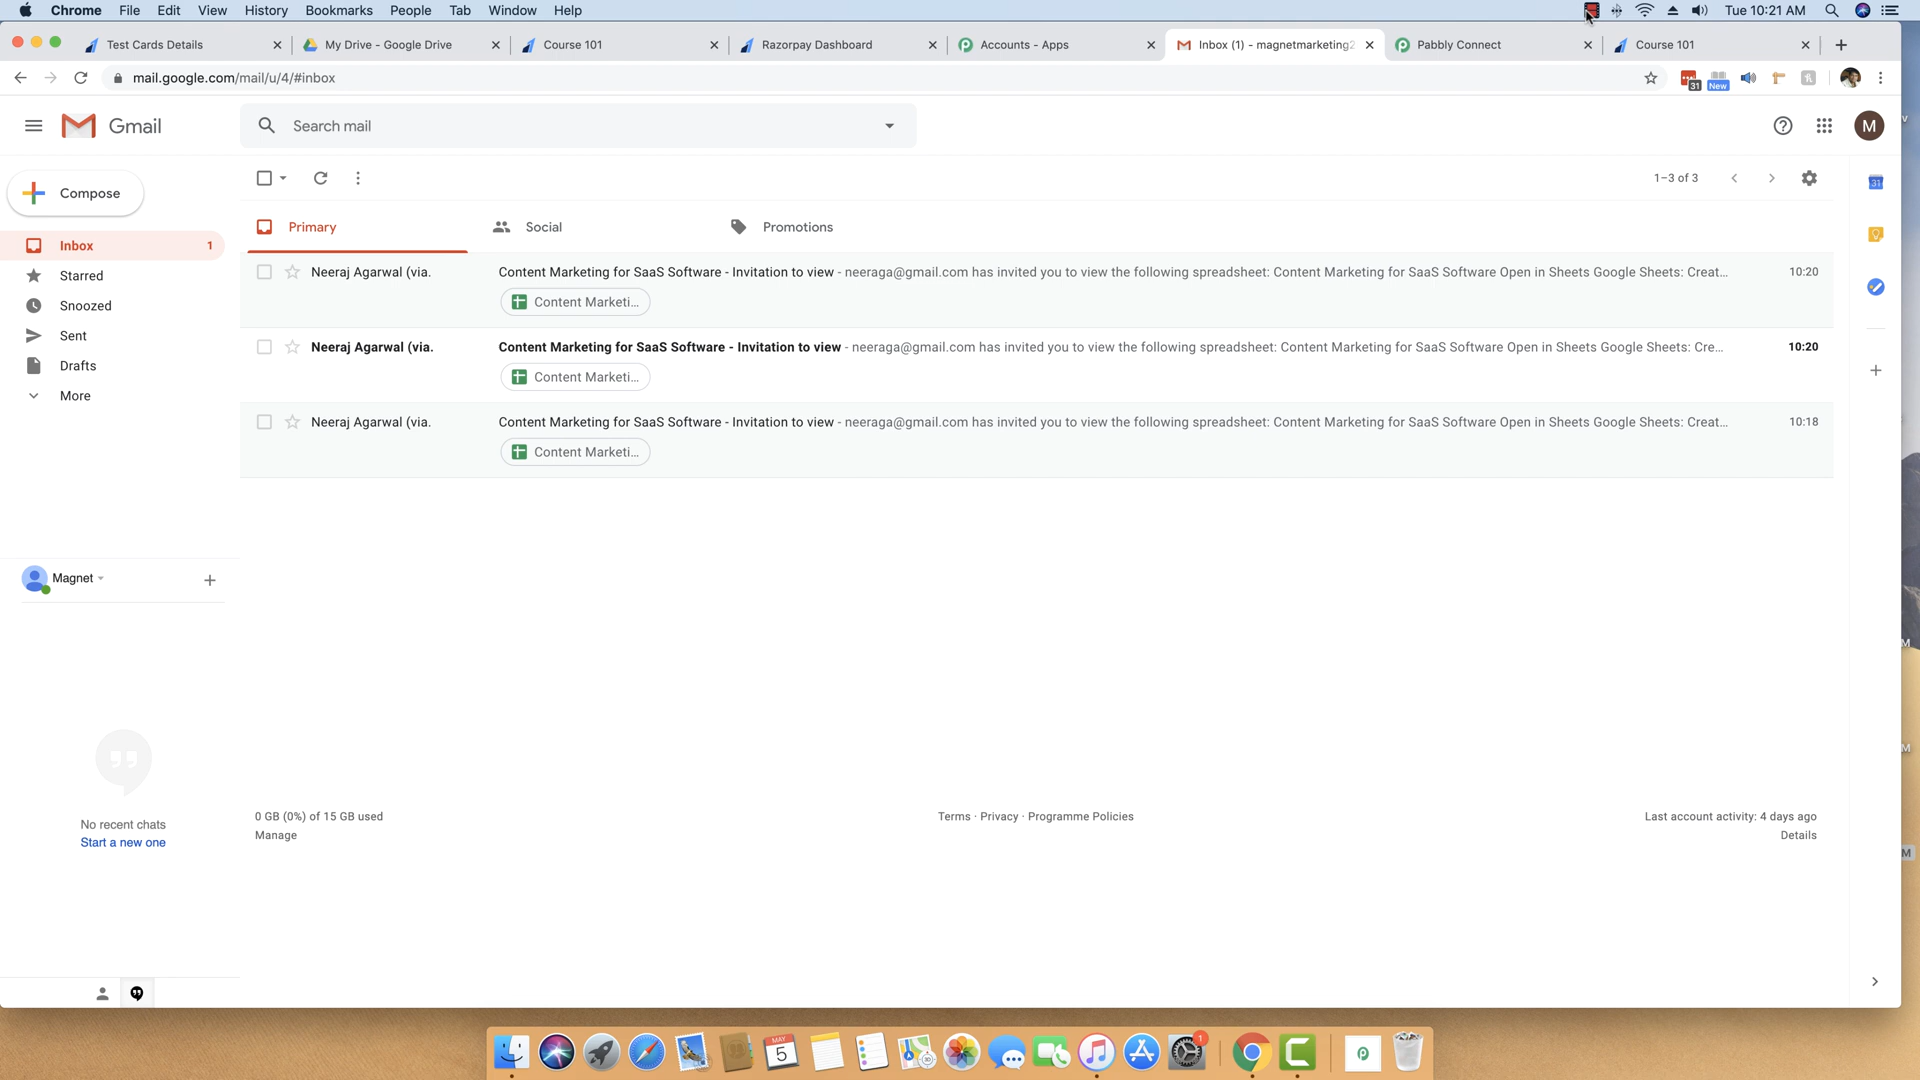 Chrome File Edit View History Bookmarks People Tab Window Help Tue 10:21 AM
Test Cards Details My Drive - Google Drive Course 101 Razorpay Dashboard Accounts - Apps Inbox (1) - magnetmarketing2 Pabbly Connect Course 101
mail.google.com/mail/u/4/#inbox 31 New
Gmail Search mail M
Compose 1–3 of 3 31
Primary Social Promotions
Inbox 1
Starred
Snoozed
Sent
Drafts
More
Neeraj Agarwal (via. Content Marketing for SaaS Software - Invitation to view - neeraga@gmail.com has invited you to view the following spreadsheet: Content Marketing for SaaS Software Open in Sheets Google Sheets: Creat... 10:20
Content Marketi...
Neeraj Agarwal (via. Content Marketing for SaaS Software - Invitation to view - neeraga@gmail.com has invited you to view the following spreadsheet: Content Marketing for SaaS Software Open in Sheets Google Sheets: Cre... 10:20
Content Marketi...
Neeraj Agarwal (via. Content Marketing for SaaS Software - Invitation to view - neeraga@gmail.com has invited you to view the following spreadsheet: Content Marketing for SaaS Software Open in Sheets Google Sheets: Creat... 10:18
Content Marketi...
Magnet
No recent chats
Start a new one
0 GB (0%) of 15 GB used
Manage
Terms · Privacy · Programme Policies
Last account activity: 4 days ago
Details
MAY
5
1